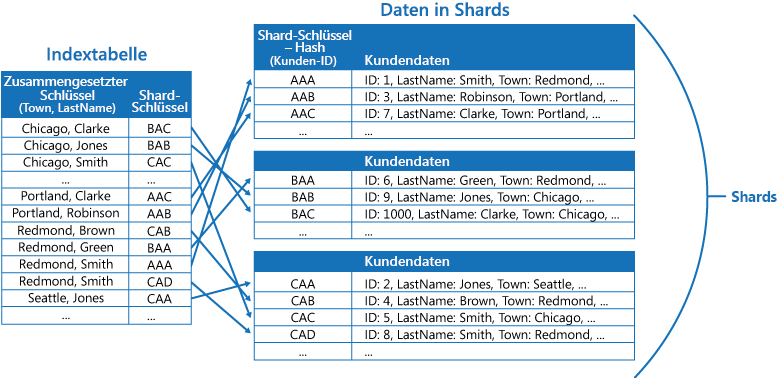 Indextabelle
Zusammengesetzter Schlüssel (Town, LastName) Shard-Schlüssel
Chicago, Clarke BAC
Chicago, Jones BAB
Chicago, Smith CAC
... ...
Portland, Clarke AAC
Portland, Robinson AAB
Redmond, Brown CAB
Redmond, Green BAA
Redmond, Smith AAA
Redmond, Smith CAD
Seattle, Jones CAA
... ...
Daten in Shards
Shard-Schlüssel
– Hash
(Kunden-ID) Kundendaten
AAA ID: 1, LastName: Smith, Town: Redmond, ...
AAB ID: 3, LastName: Robinson, Town: Portland, ...
AAC ID: 7, LastName: Clarke, Town: Portland, ...
... ...
Kundendaten
BAA ID: 6, LastName: Green, Town: Redmond, ...
BAB ID: 9, LastName: Jones, Town: Chicago, ...
BAC ID: 1000, LastName: Clarke, Town: Chicago, ...
... ...
Kundendaten
CAA ID: 2, LastName: Jones, Town: Seattle, ...
CAB ID: 4, LastName: Brown, Town: Redmond, ...
CAC ID: 5, LastName: Smith, Town: Chicago, ...
CAD ID: 8, LastName: Smith, Town: Redmond, ...
... ...
Shards